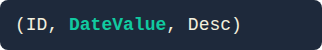 (ID, DateValue, Desc)